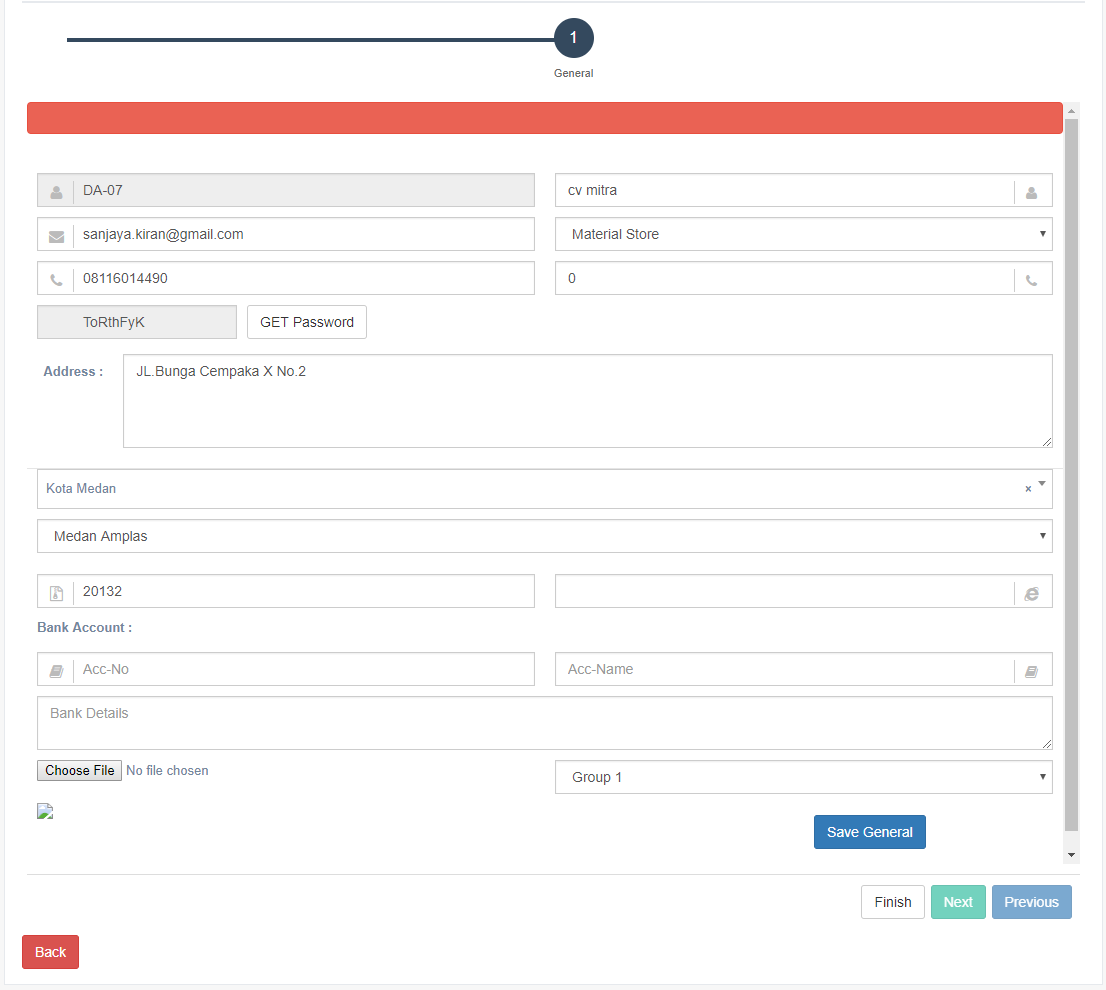 1
General
DA-07
cv mitra
sanjaya.kiran@gmail.com
Material Store
08116014490
0
ToRthFyK
GET Password
Address :
JL.Bunga Cempaka X No.2
Kota Medan
×
Medan Amplas
20132
Bank Account :
Acc-No
Acc-Name
Bank Details
Choose File No file chosen
Group 1
Save General
Finish
Next
Previous
Back